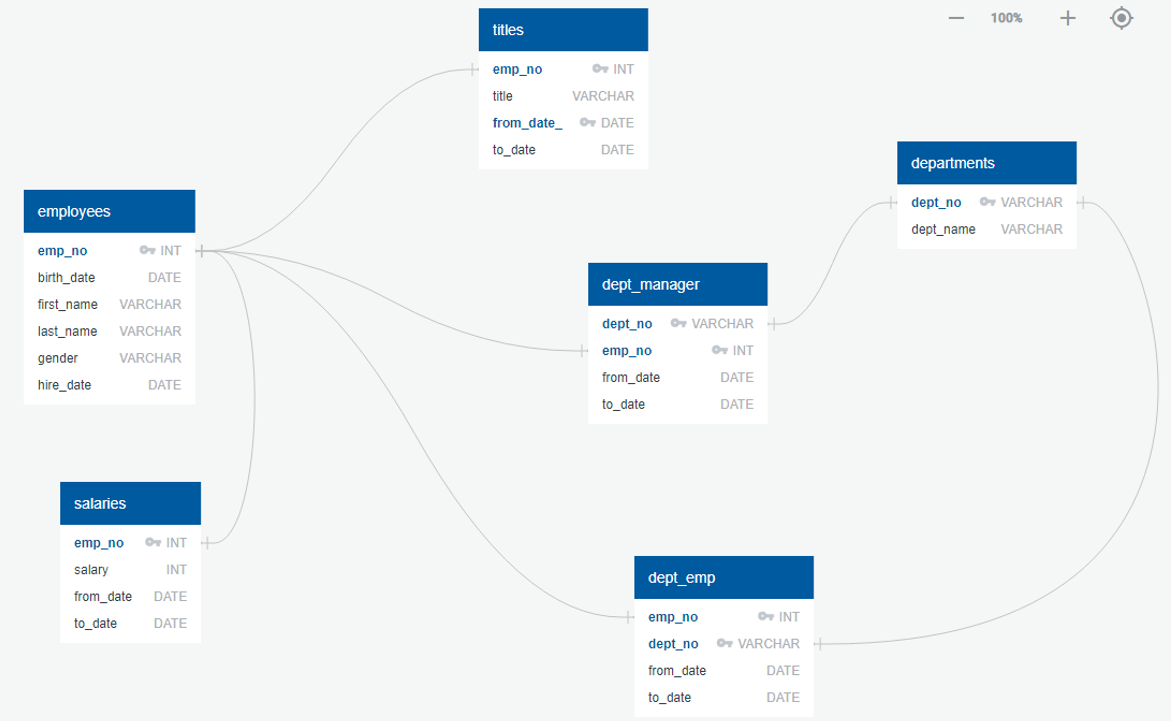 100%
titles
emp_no INT
title VARCHAR
from_date_ DATE
to_date DATE
departments
dept_no VARCHAR
dept_name VARCHAR
employees
emp_no INT
birth_date DATE
first_name VARCHAR
last_name VARCHAR
gender VARCHAR
hire_date DATE
dept_manager
dept_no VARCHAR
emp_no INT
from_date DATE
to_date DATE
salaries
emp_no INT
salary INT
from_date DATE
to_date DATE
dept_emp
emp_no INT
dept_no VARCHAR
from_date DATE
to_date DATE